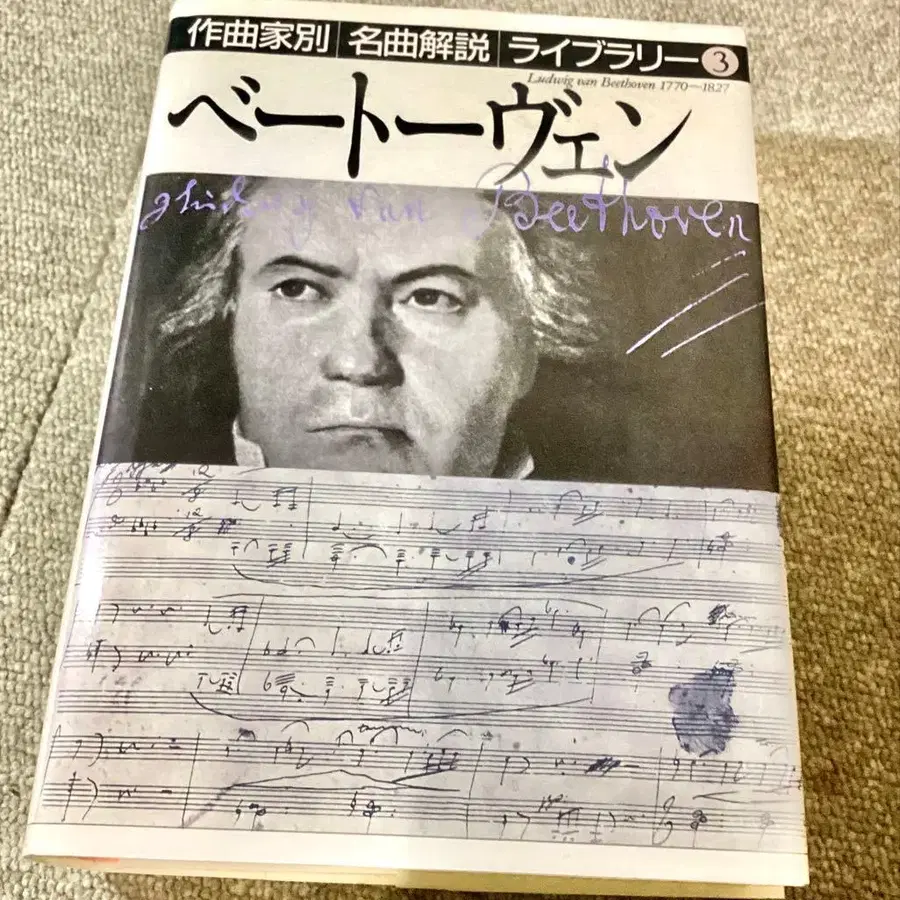 作曲家別 名曲解説 ライブラリー③
Ludwig van Beethoven 1770―1827
ベートーヴェン
Ludwig van Beethoven